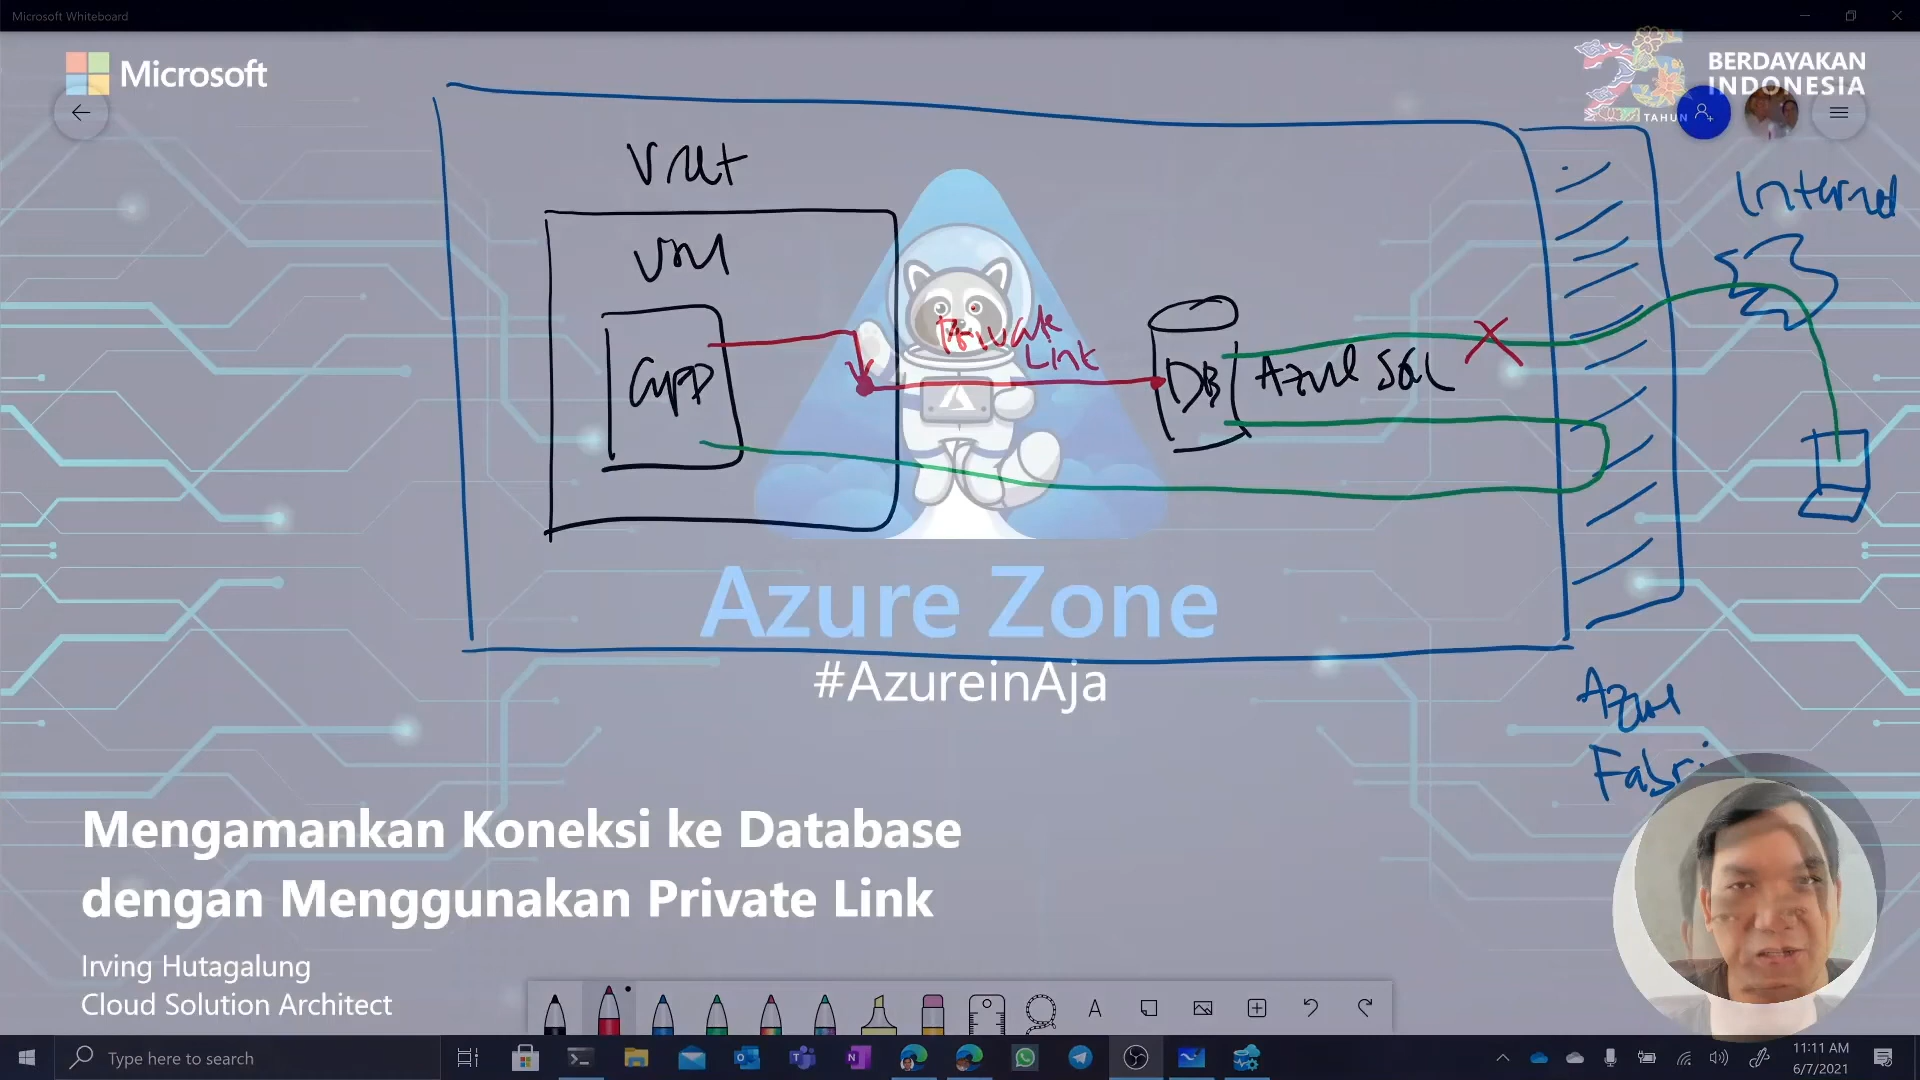 Microsoft Whiteboard
Microsoft
25
TAHUN
BERDAYAKAN
INDONESIA
Vnet
VM
App
Private
Link
DB
Azure SQL
Internet
Azure Zone
#AzureinAja
Azure
Fabri
Mengamankan Koneksi ke Database
dengan Menggunakan Private Link
Irving Hutagalung
Cloud Solution Architect
Type here to search
11:11 AM
6/7/2021